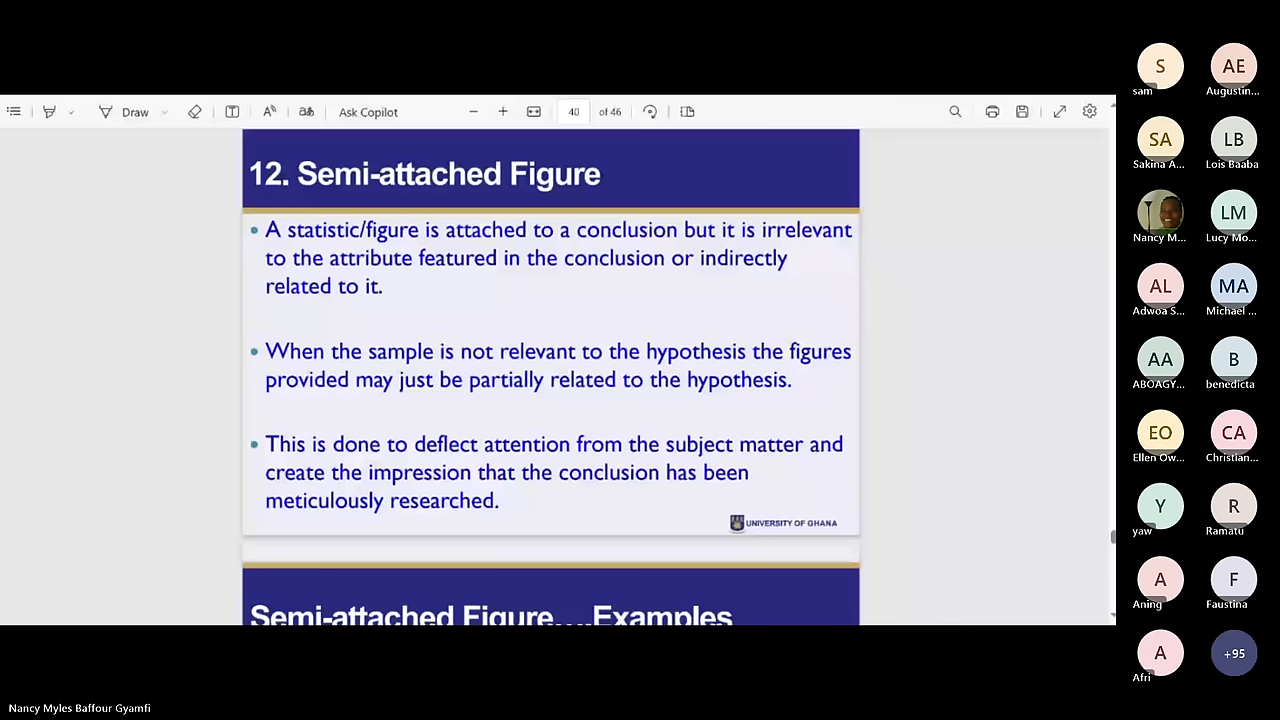 Draw
Ask Copilot
40 of 46
12. Semi-attached Figure
• A statistic/figure is attached to a conclusion but it is irrelevant
to the attribute featured in the conclusion or indirectly
related to it.
• When the sample is not relevant to the hypothesis the figures
provided may just be partially related to the hypothesis.
• This is done to deflect attention from the subject matter and
create the impression that the conclusion has been
meticulously researched.
UNIVERSITY OF GHANA
Semi-attached Figure....Examples
S
sam
AE
Augustin...
SA
Sakina A...
LB
Lois Baaba
Nancy M...
LM
Lucy Mo...
AL
Adwoa S...
MA
Michael ...
AA
ABOAGY...
B
benedicta
EO
Ellen Ow...
CA
Christian...
Y
yaw
R
Ramatu
A
Aning
F
Faustina
A
Afri
+95
Nancy Myles Baffour Gyamfi